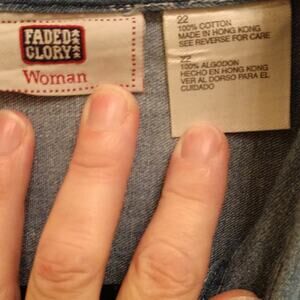 FADED
GLORY
Woman
22
100% COTTON
MADE IN HONG KONG
SEE REVERSE FOR CARE
22
100% ALGODON
HECHO EN HONG KONG
VER AL DORSO PARA EL
CUIDADO